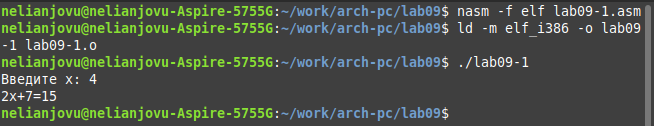 nelianjovu@nelianjovu-Aspire-5755G:~/work/arch-pc/lab09$ nasm -f elf lab09-1.asm
nelianjovu@nelianjovu-Aspire-5755G:~/work/arch-pc/lab09$ ld -m elf_i386 -o lab09
-1 lab09-1.o
nelianjovu@nelianjovu-Aspire-5755G:~/work/arch-pc/lab09$ ./lab09-1
Введите x: 4
2x+7=15
nelianjovu@nelianjovu-Aspire-5755G:~/work/arch-pc/lab09$